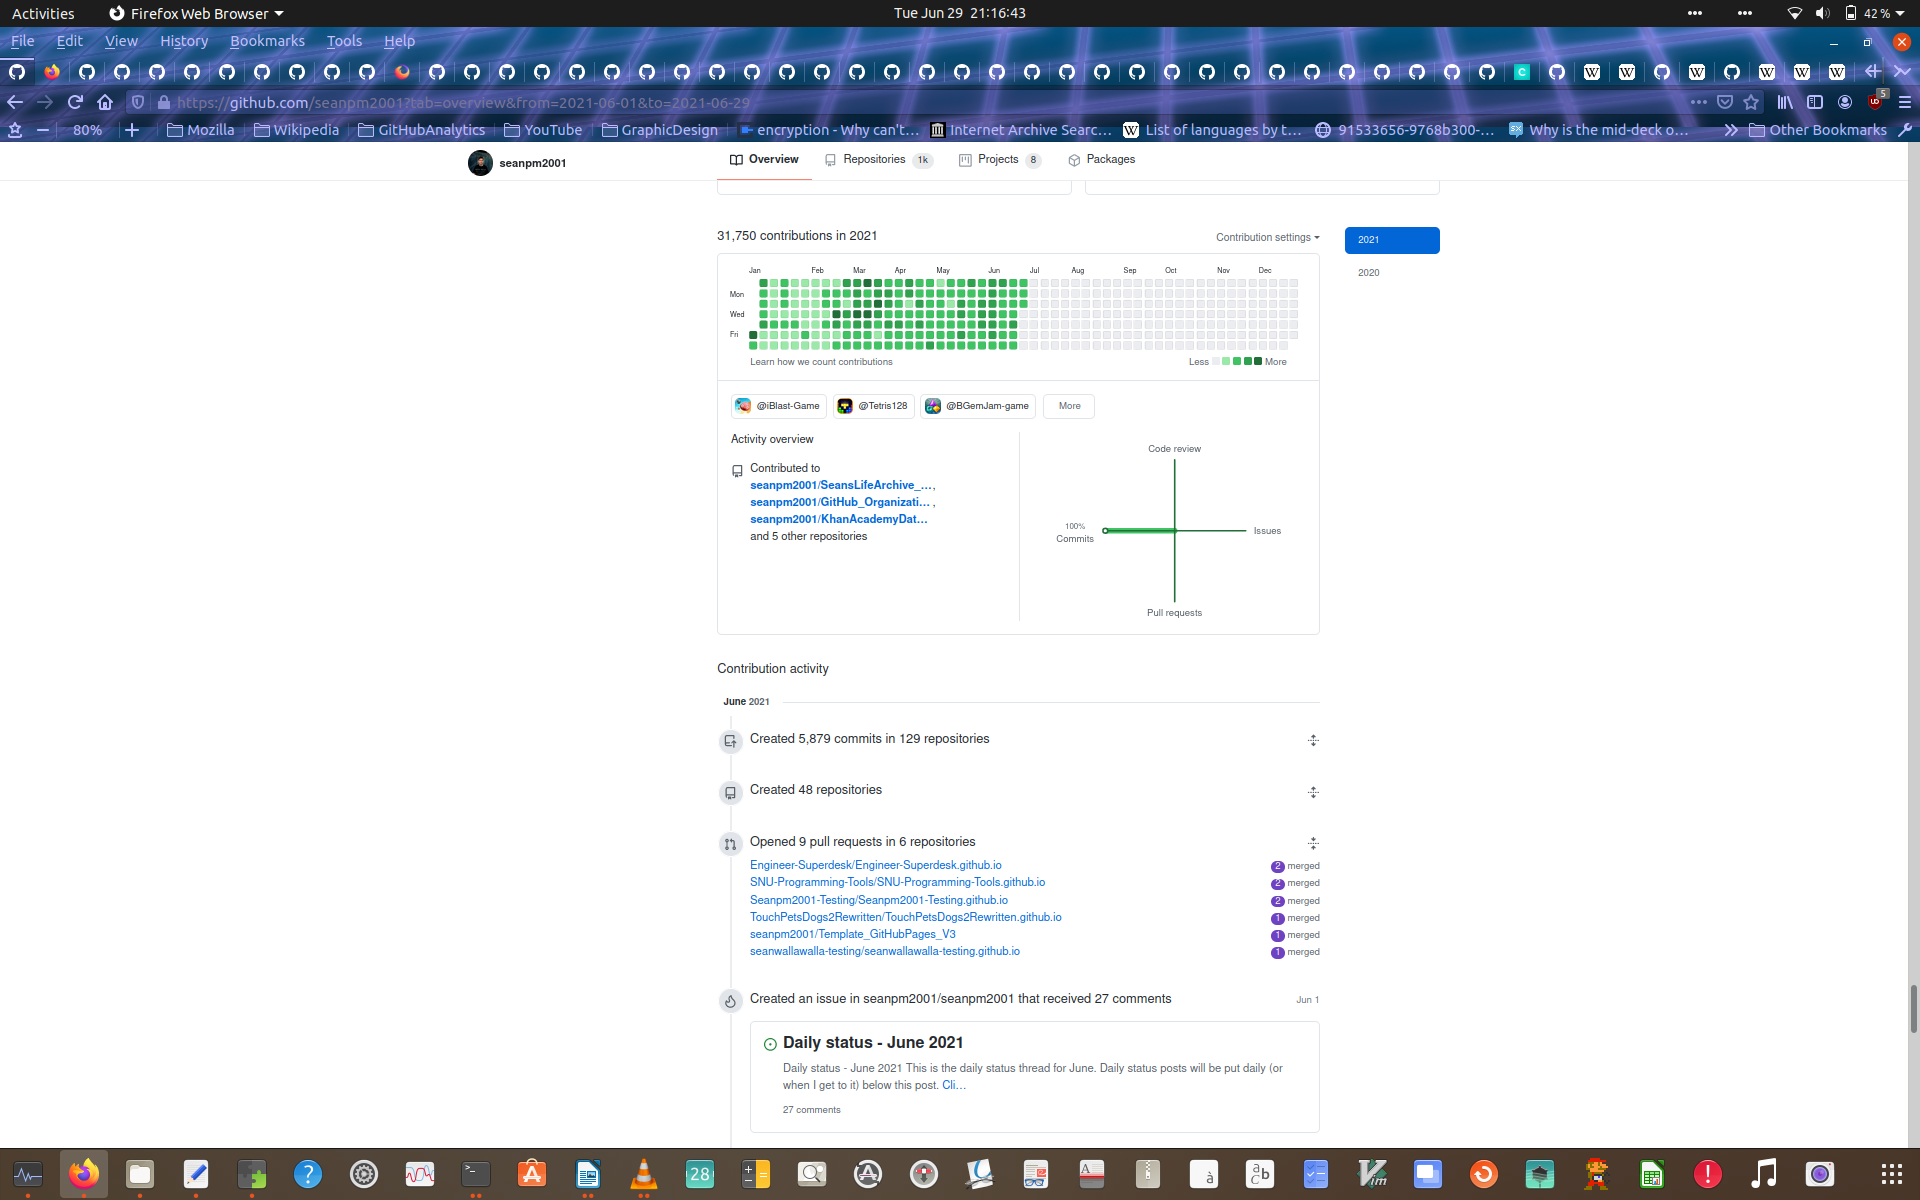 Activities Firefox Web Browser Tue Jun 29 21:16:43 42 %
File Edit View History Bookmarks Tools Help
https://github.com/seanpm2001?tab=overview&from=2021-06-01&to=2021-06-29 5
80% Mozilla Wikipedia GitHubAnalytics YouTube GraphicDesign encryption - Why can't… Internet Archive Searc… List of languages by t… 91533656-9768b300-… Why is the mid-deck o… Other Bookmarks
seanpm2001 Overview Repositories 1k Projects 8 Packages
31,750 contributions in 2021 Contribution settings 2021
2020
Jan Feb Mar Apr May Jun Jul Aug Sep Oct Nov Dec
Mon
Wed
Fri
Learn how we count contributions Less More
@iBlast-Game @Tetris128 @BGemJam-game More
Activity overview
Contributed to
seanpm2001/SeansLifeArchive_…,
seanpm2001/GitHub_Organizati… ,
seanpm2001/KhanAcademyDat…
and 5 other repositories
Code review
100%
Commits
Issues
Pull requests
Contribution activity
June 2021
Created 5,879 commits in 129 repositories
Created 48 repositories
Opened 9 pull requests in 6 repositories
Engineer-Superdesk/Engineer-Superdesk.github.io 2 merged
SNU-Programming-Tools/SNU-Programming-Tools.github.io 2 merged
Seanpm2001-Testing/Seanpm2001-Testing.github.io 2 merged
TouchPetsDogs2Rewritten/TouchPetsDogs2Rewritten.github.io 1 merged
seanpm2001/Template_GitHubPages_V3 1 merged
seanwallawalla-testing/seanwallawalla-testing.github.io 1 merged
Created an issue in seanpm2001/seanpm2001 that received 27 comments Jun 1
Daily status - June 2021
Daily status - June 2021 This is the daily status thread for June. Daily status posts will be put daily (or
when I get to it) below this post. Cli…
27 comments
28